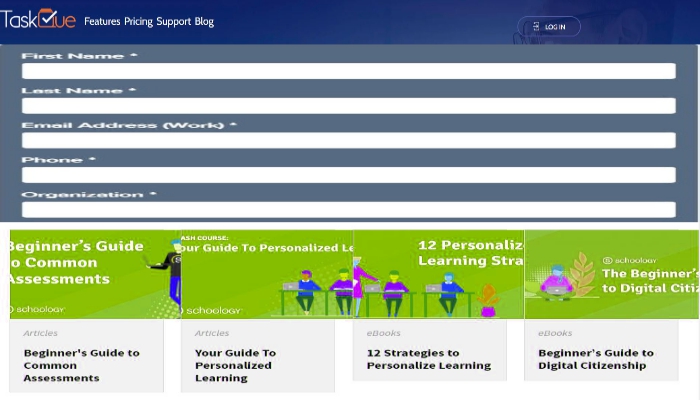 TaskQue Features Pricing Support Blog LOG IN
First Name *
Last Name *
Email Address (Work) *
Phone *
Organization *
Beginner's Guide
o Common
Assessments
schoology
ASH COURSE:
our Guide To Personalized Le
schoology
12 Personaliz
Learning Stra
schoology
The Beginner's
to Digital Citiz
Articles
Beginner's Guide to
Common
Assessments
Articles
Your Guide To
Personalized
Learning
eBooks
12 Strategies to
Personalize Learning
eBooks
Beginner's Guide to
Digital Citizenship